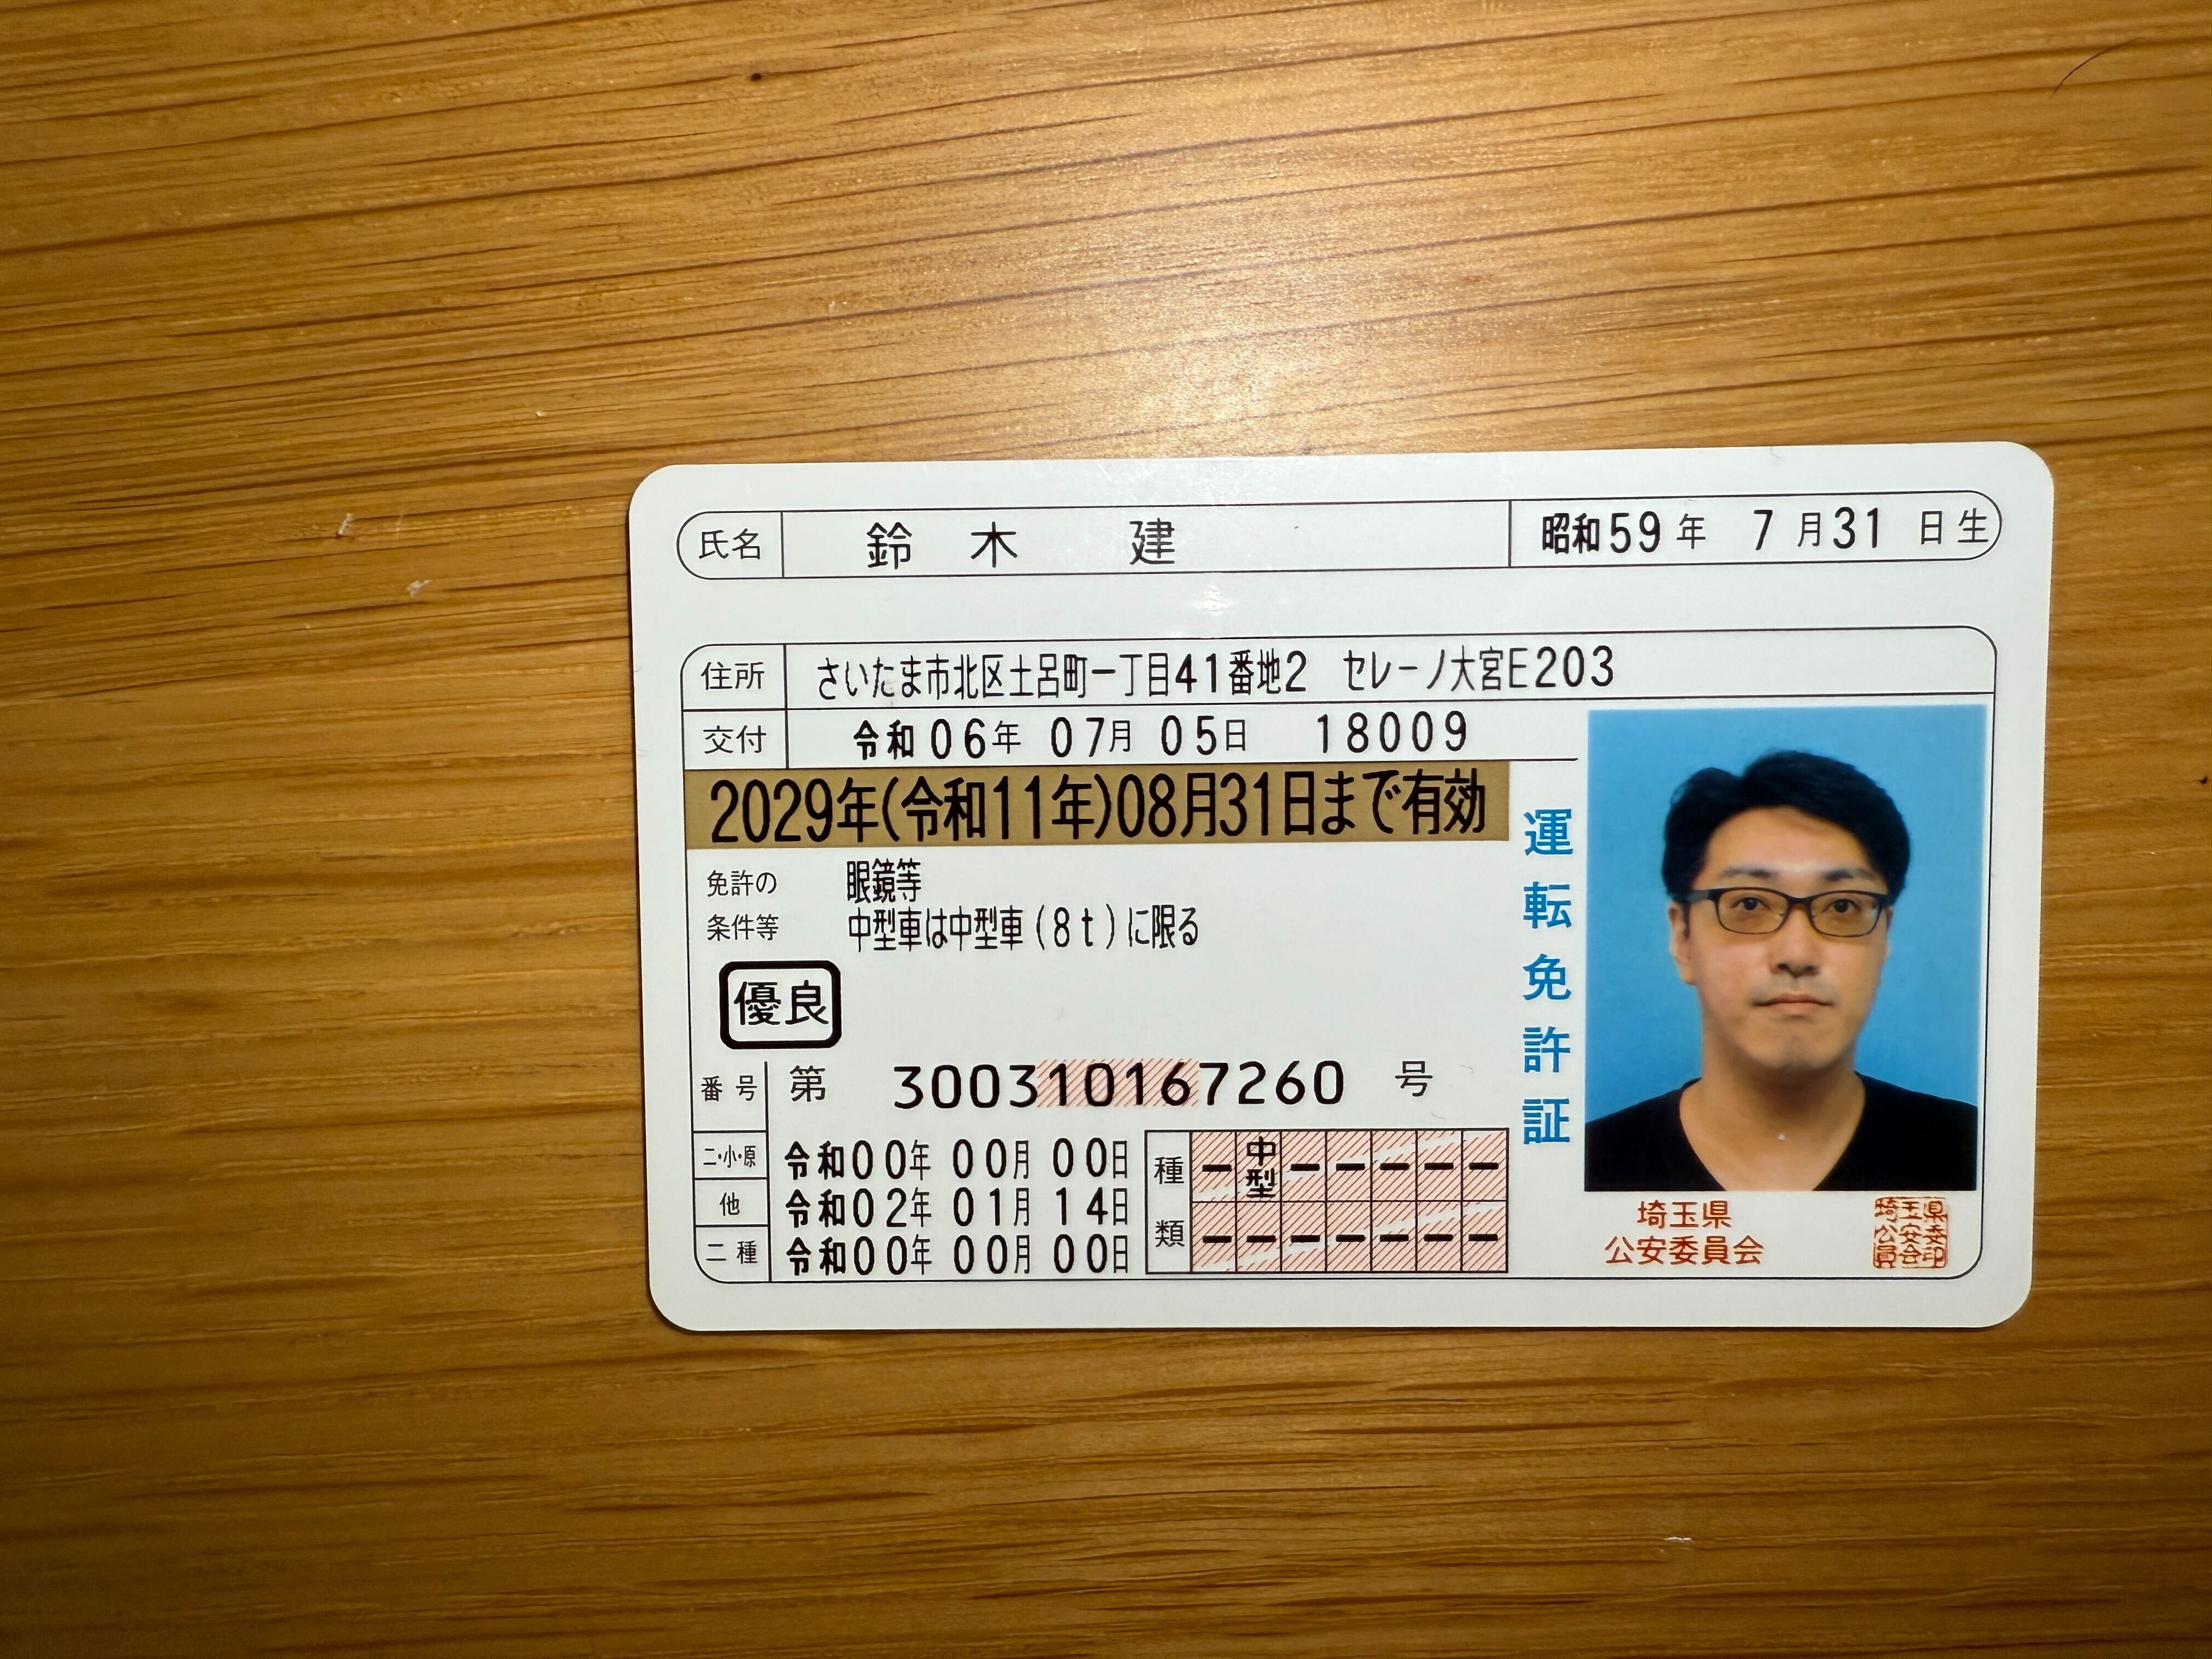 氏名 鈴木 建 昭和59年 7月31日生
住所 さいたま市北区土呂町一丁目41番地2 セレーノ大宮E203
交付 令和06年 07月 05日 18009
2029年(令和11年)08月31日まで有効
免許の条件等 眼鏡等
中型車は中型車(8t)に限る
優良
番号 第 300310167260 号
二・小・原 令和00年 00月 00日
他 令和02年 01月 14日
二種 令和00年 00月 00日
種類 ー 中型 ー ー ー ー ー
ー ー ー ー ー ー ー
運転免許証
埼玉県
公安委員会
埼玉県公安委員会印